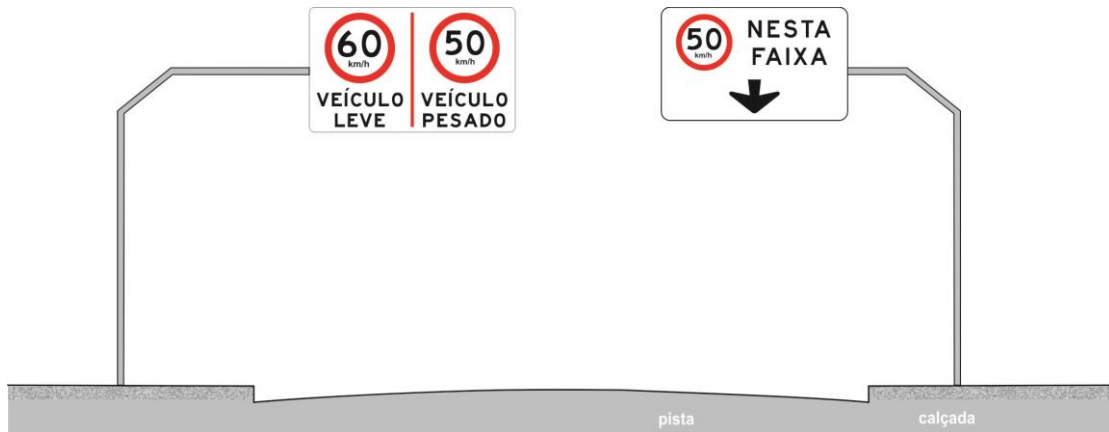 60
km/h
VEÍCULO
LEVE
50
km/h
VEÍCULO
PESADO
50
km/h
NESTA
FAIXA
pista
calçada